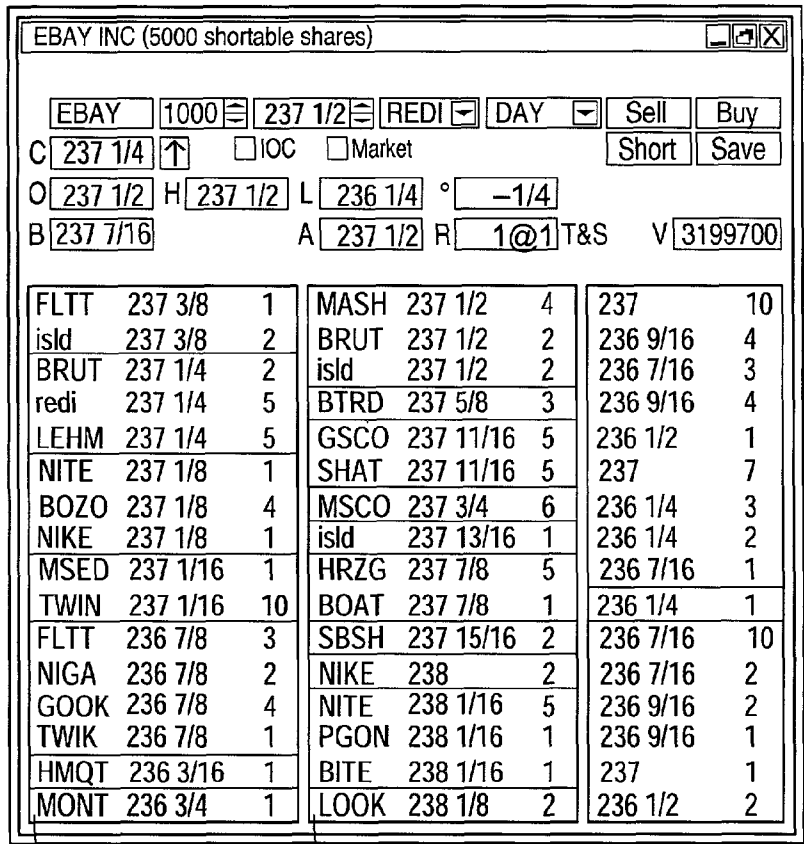 EBAY INC (5000 shortable shares)
EBAY 1000 237 1/2 REDI DAY Sell Buy
C 237 1/4 ↑ IOC Market Short Save
O 237 1/2 H 237 1/2 L 236 1/4 ° –1/4
B 237 7/16 A 237 1/2 R 1@1 T&S V 3199700
FLTT 237 3/8 1 MASH 237 1/2 4 237 10
isld 237 3/8 2 BRUT 237 1/2 2 236 9/16 4
BRUT 237 1/4 2 isld 237 1/2 2 236 7/16 3
redi 237 1/4 5 BTRD 237 5/8 3 236 9/16 4
LEHM 237 1/4 5 GSCO 237 11/16 5 236 1/2 1
NITE 237 1/8 1 SHAT 237 11/16 5 237 7
BOZO 237 1/8 4 MSCO 237 3/4 6 236 1/4 3
NIKE 237 1/8 1 isld 237 13/16 1 236 1/4 2
MSED 237 1/16 1 HRZG 237 7/8 5 236 7/16 1
TWIN 237 1/16 10 BOAT 237 7/8 1 236 1/4 1
FLTT 236 7/8 3 SBSH 237 15/16 2 236 7/16 10
NIGA 236 7/8 2 NIKE 238 2 236 7/16 2
GOOK 236 7/8 4 NITE 238 1/16 5 236 9/16 2
TWIK 236 7/8 1 PGON 238 1/16 1 236 9/16 1
HMQT 236 3/16 1 BITE 238 1/16 1 237 1
MONT 236 3/4 1 LOOK 238 1/8 2 236 1/2 2